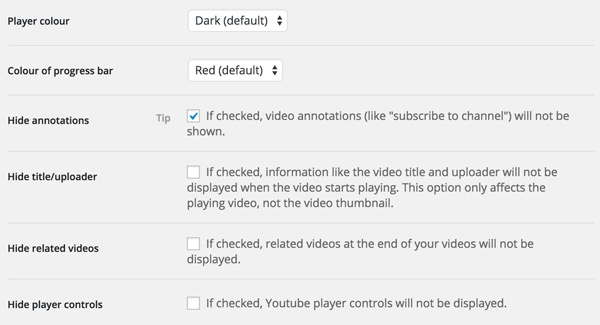 Player colour Dark (default)
Colour of progress bar Red (default)
Hide annotations Tip If checked, video annotations (like "subscribe to channel") will not be
shown.
Hide title/uploader If checked, information like the video title and uploader will not be
displayed when the video starts playing. This option only affects the
playing video, not the video thumbnail.
Hide related videos If checked, related videos at the end of your videos will not be
displayed.
Hide player controls If checked, Youtube player controls will not be displayed.